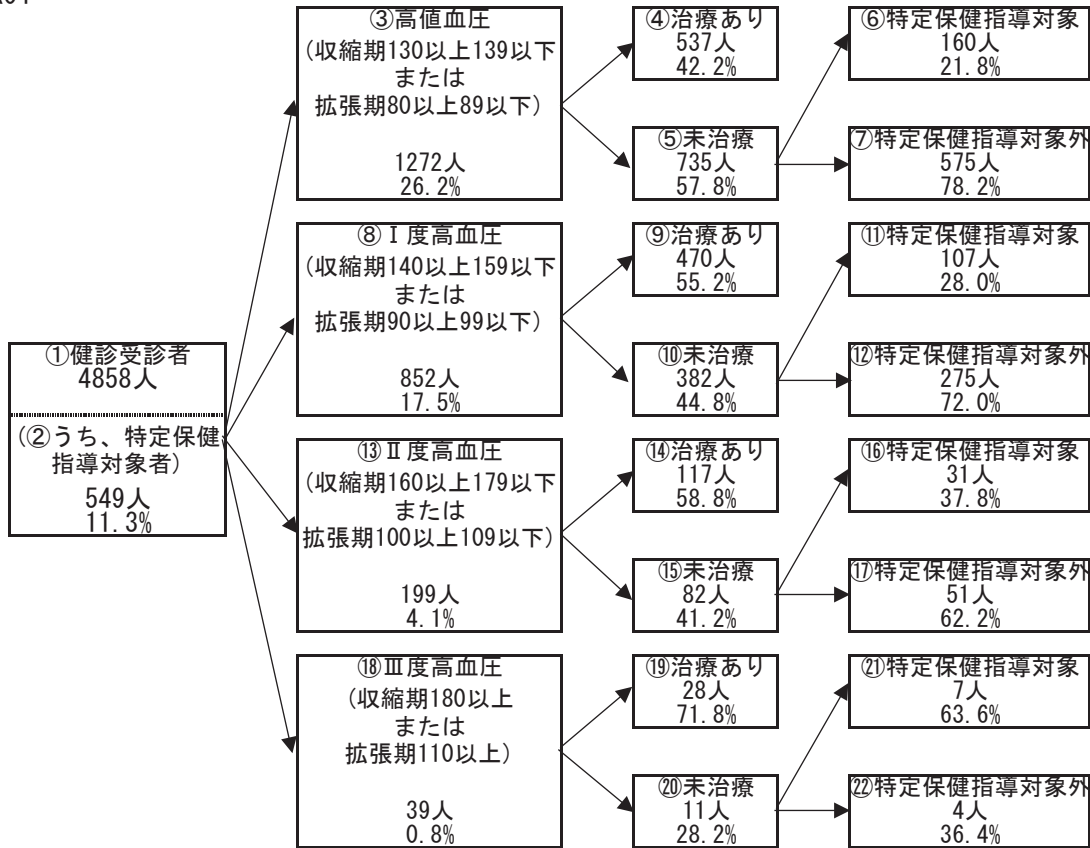 ①健診受診者
4858人
(②うち、特定保健
指導対象者)
549人
11.3%
③高値血圧
(収縮期130以上139以下
または
拡張期80以上89以下)
1272人
26.2%
④治療あり
537人
42.2%
⑤未治療
735人
57.8%
⑥特定保健指導対象
160人
21.8%
⑦特定保健指導対象外
575人
78.2%
⑧Ⅰ度高血圧
(収縮期140以上159以下
または
拡張期90以上99以下)
852人
17.5%
⑨治療あり
470人
55.2%
⑩未治療
382人
44.8%
⑪特定保健指導対象
107人
28.0%
⑫特定保健指導対象外
275人
72.0%
⑬Ⅱ度高血圧
(収縮期160以上179以下
または
拡張期100以上109以下)
199人
4.1%
⑭治療あり
117人
58.8%
⑮未治療
82人
41.2%
⑯特定保健指導対象
31人
37.8%
⑰特定保健指導対象外
51人
62.2%
⑱Ⅲ度高血圧
(収縮期180以上
または
拡張期110以上)
39人
0.8%
⑲治療あり
28人
71.8%
⑳未治療
11人
28.2%
㉑特定保健指導対象
7人
63.6%
㉒特定保健指導対象外
4人
36.4%